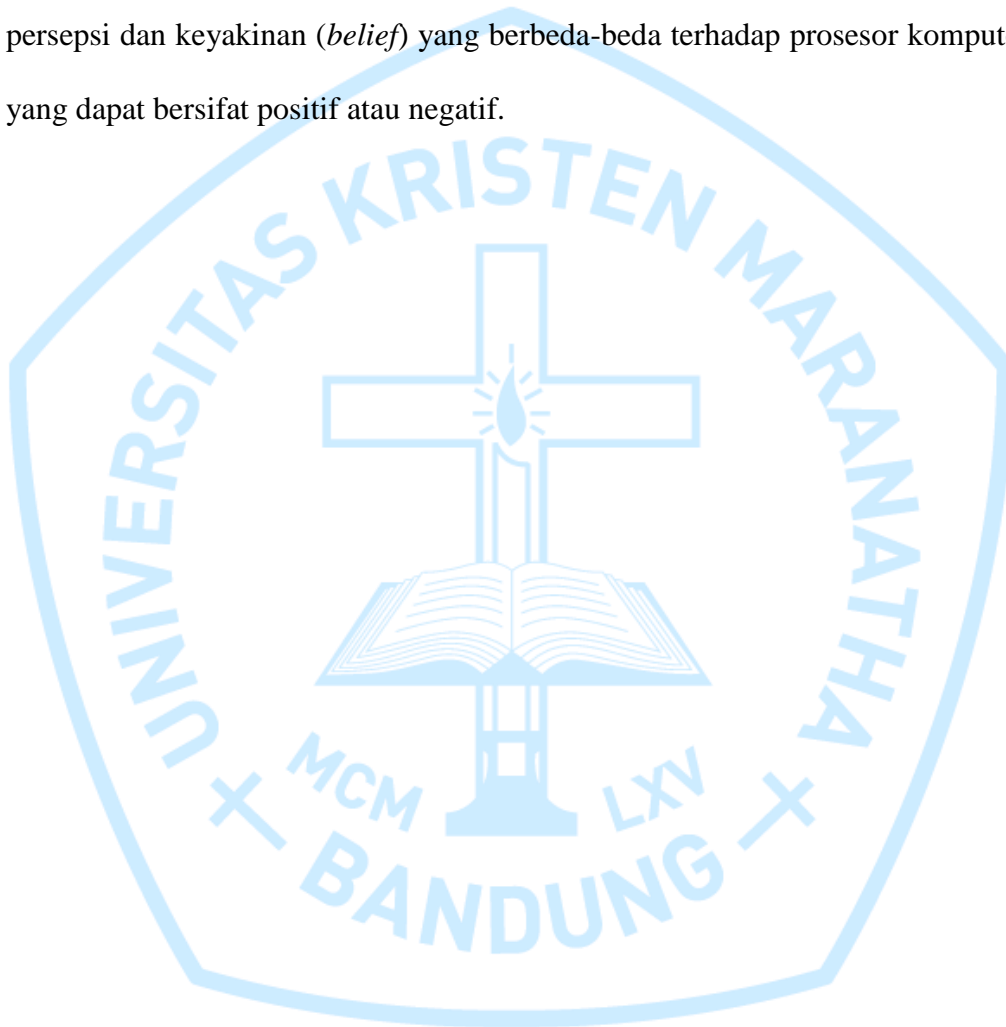 persepsi dan keyakinan (belief) yang berbeda-beda terhadap prosesor komput
yang dapat bersifat positif atau negatif.
UNIVERSITAS KRISTEN MARANATHA
MCM LXV
BANDUNG